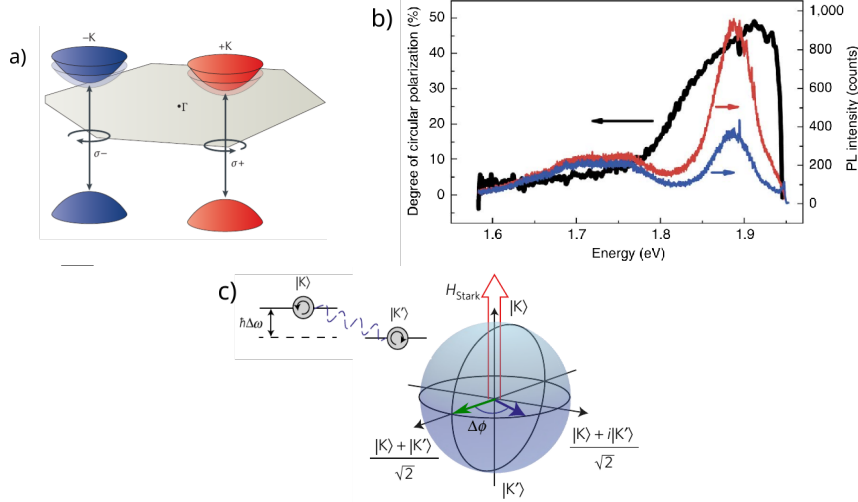 a)
−K
+K
•Γ
σ−
σ+
b)
Degree of circular polarization (%)
50
40
30
20
10
0
1,000
800
600
400
200
0
PL intensity (counts)
1.6
1.7
1.8
1.9
Energy (eV)
c)
|K⟩
|K′⟩
ħΔω
H_Stark
|K⟩
Δϕ
|K⟩ + |K′⟩
√2
|K⟩ + i|K′⟩
√2
|K′⟩